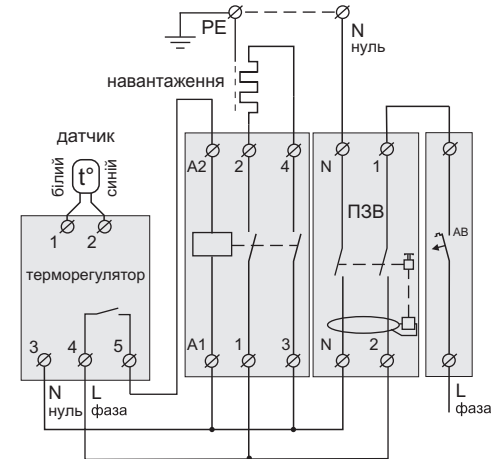 PE
N
нуль
навантаження
датчик
білий
t°
синій
A2
2
4
N
1
ПЗВ
AB
1
2
терморегулятор
3
4
5
A1
1
3
N
2
N
нуль
L
фаза
L
фаза